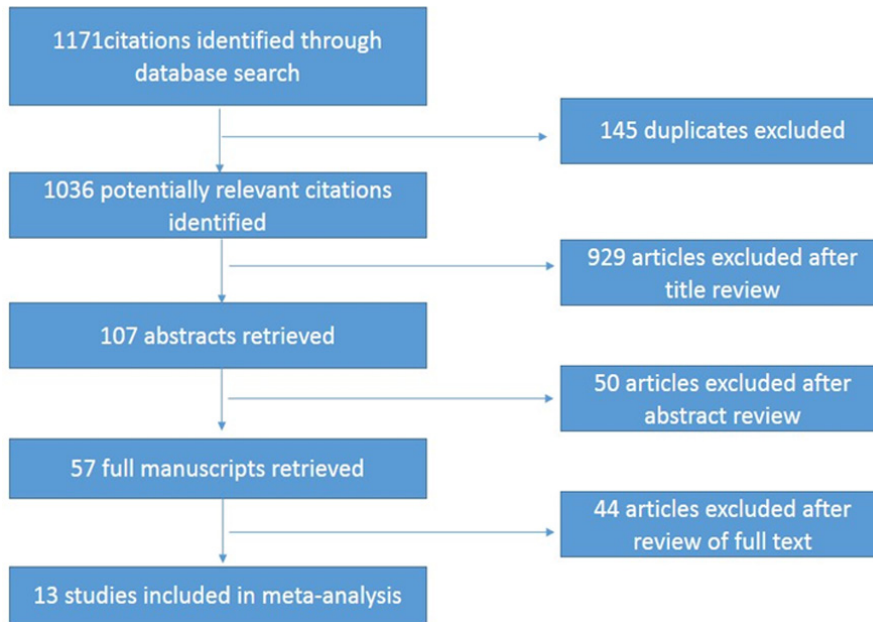 1171citations identified through
database search
145 duplicates excluded
1036 potentially relevant citations
identified
929 articles excluded after
title review
107 abstracts retrieved
50 articles excluded after
abstract review
57 full manuscripts retrieved
44 articles excluded after
review of full text
13 studies included in meta-analysis